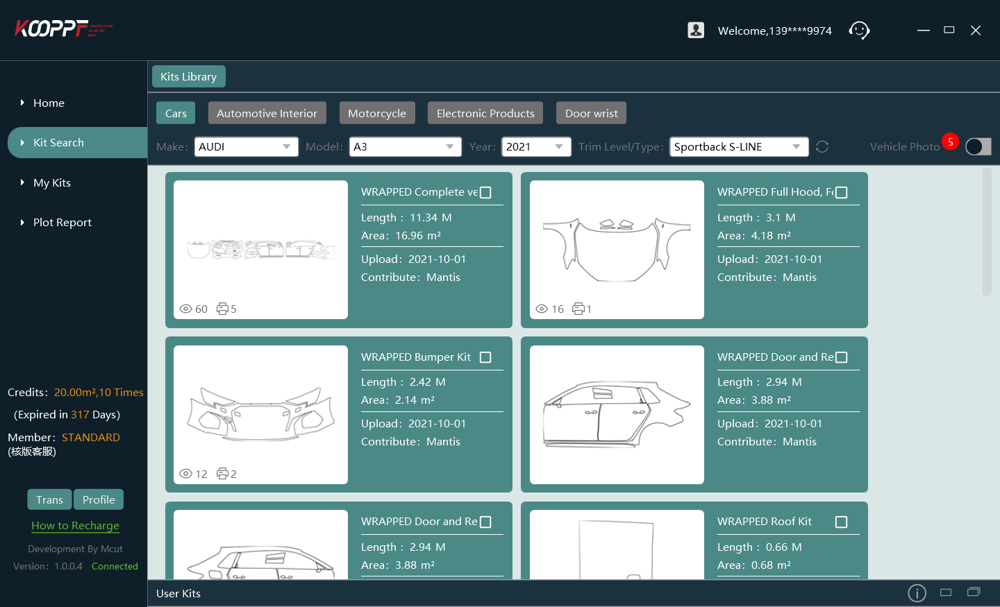 KOOPPF
PROTECTION
IS ON MY
WAY
Welcome,139****9974
Home
Kit Search
My Kits
Plot Report
Credits: 20.00m²,10 Times
(Expired in 317 Days)
Member: STANDARD
(核版客服)
Trans Profile
How to Recharge
Development By Mcut
Version: 1.0.0.4 Connected
Kits Library
Cars Automotive Interior Motorcycle Electronic Products Door wrist
Make: AUDI Model: A3 Year: 2021 Trim Level/Type: Sportback S-LINE Vehicle Photo 5
WRAPPED Complete ve
Length : 11.34 M
Area: 16.96 m²
Upload: 2021-10-01
Contribute: Mantis
60 5
WRAPPED Full Hood, Fe
Length : 3.1 M
Area: 4.18 m²
Upload: 2021-10-01
Contribute: Mantis
16 1
WRAPPED Bumper Kit
Length : 2.42 M
Area: 2.14 m²
Upload: 2021-10-01
Contribute: Mantis
12 2
WRAPPED Door and Re
Length : 2.94 M
Area: 3.88 m²
Upload: 2021-10-01
Contribute: Mantis
WRAPPED Door and Re
Length : 2.94 M
Area: 3.88 m²
WRAPPED Roof Kit
Length : 0.66 M
Area: 0.68 m²
User Kits